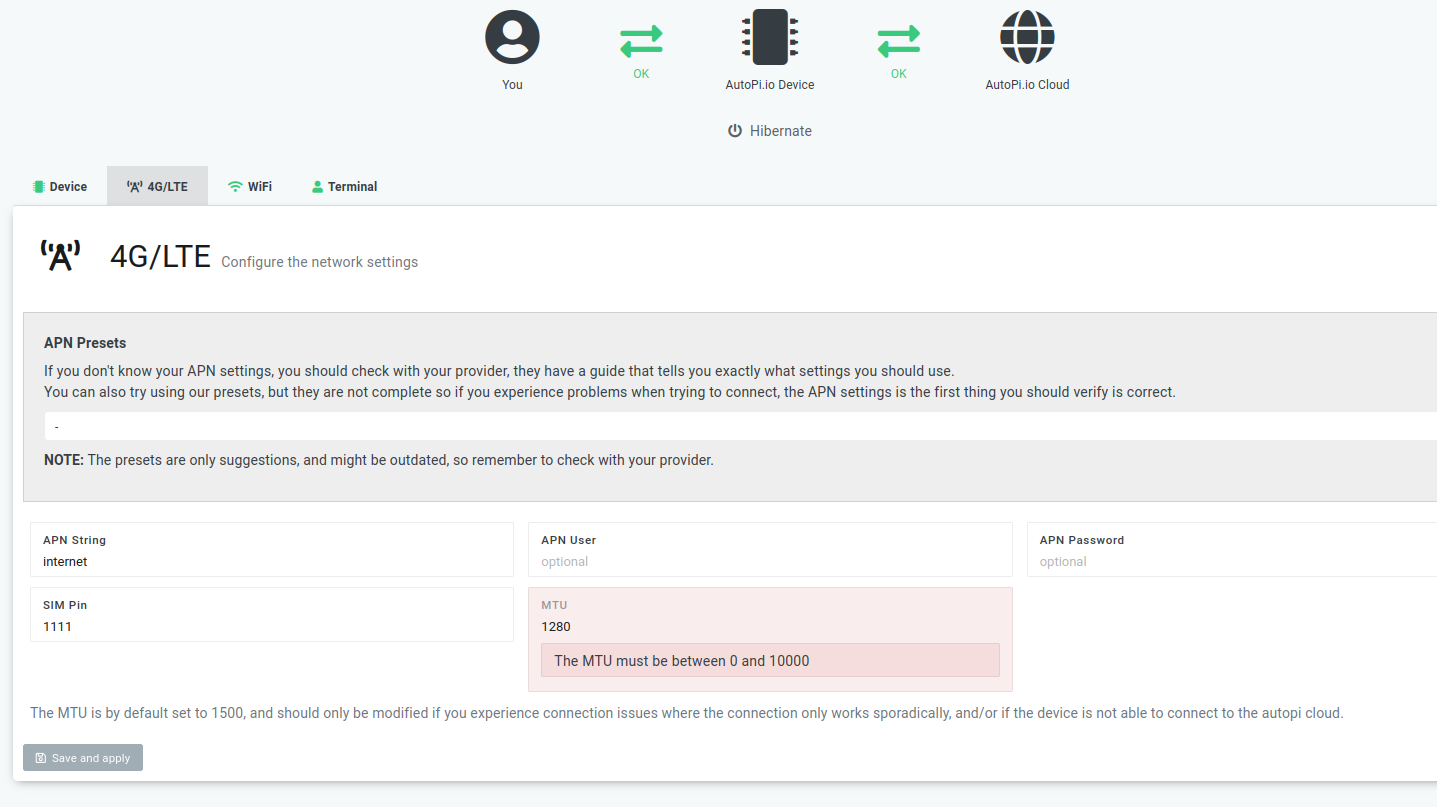 You
OK
AutoPi.io Device
OK
AutoPi.io Cloud
Hibernate
Device
4G/LTE
WiFi
Terminal
4G/LTE Configure the network settings
APN Presets
If you don't know your APN settings, you should check with your provider, they have a guide that tells you exactly what settings you should use.
You can also try using our presets, but they are not complete so if you experience problems when trying to connect, the APN settings is the first thing you should verify is correct.
-
NOTE: The presets are only suggestions, and might be outdated, so remember to check with your provider.
APN String
internet
APN User
optional
APN Password
optional
SIM Pin
1111
MTU
1280
The MTU must be between 0 and 10000
The MTU is by default set to 1500, and should only be modified if you experience connection issues where the connection only works sporadically, and/or if the device is not able to connect to the autopi cloud.
Save and apply